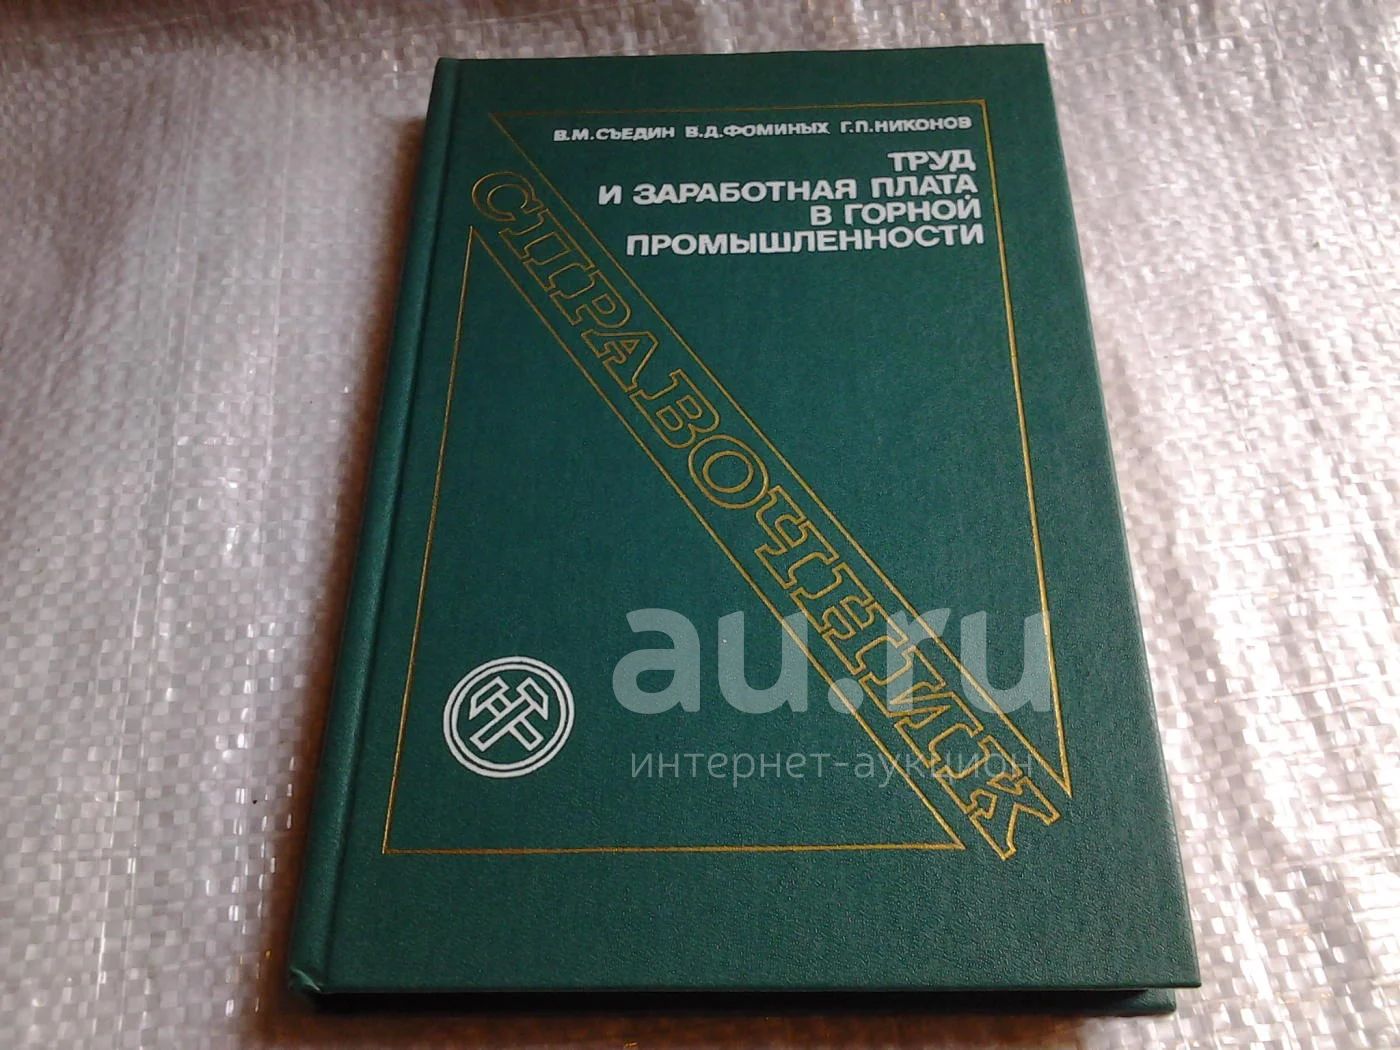 В.М.СЪЕДИН В.Д.ФОМИНЫХ Г.П.НИКОНОВ
ТРУД
И ЗАРАБОТНАЯ ПЛАТА
В ГОРНОЙ
ПРОМЫШЛЕННОСТИ
СПРАВОЧНИК
au.ru
интернет-аукцион